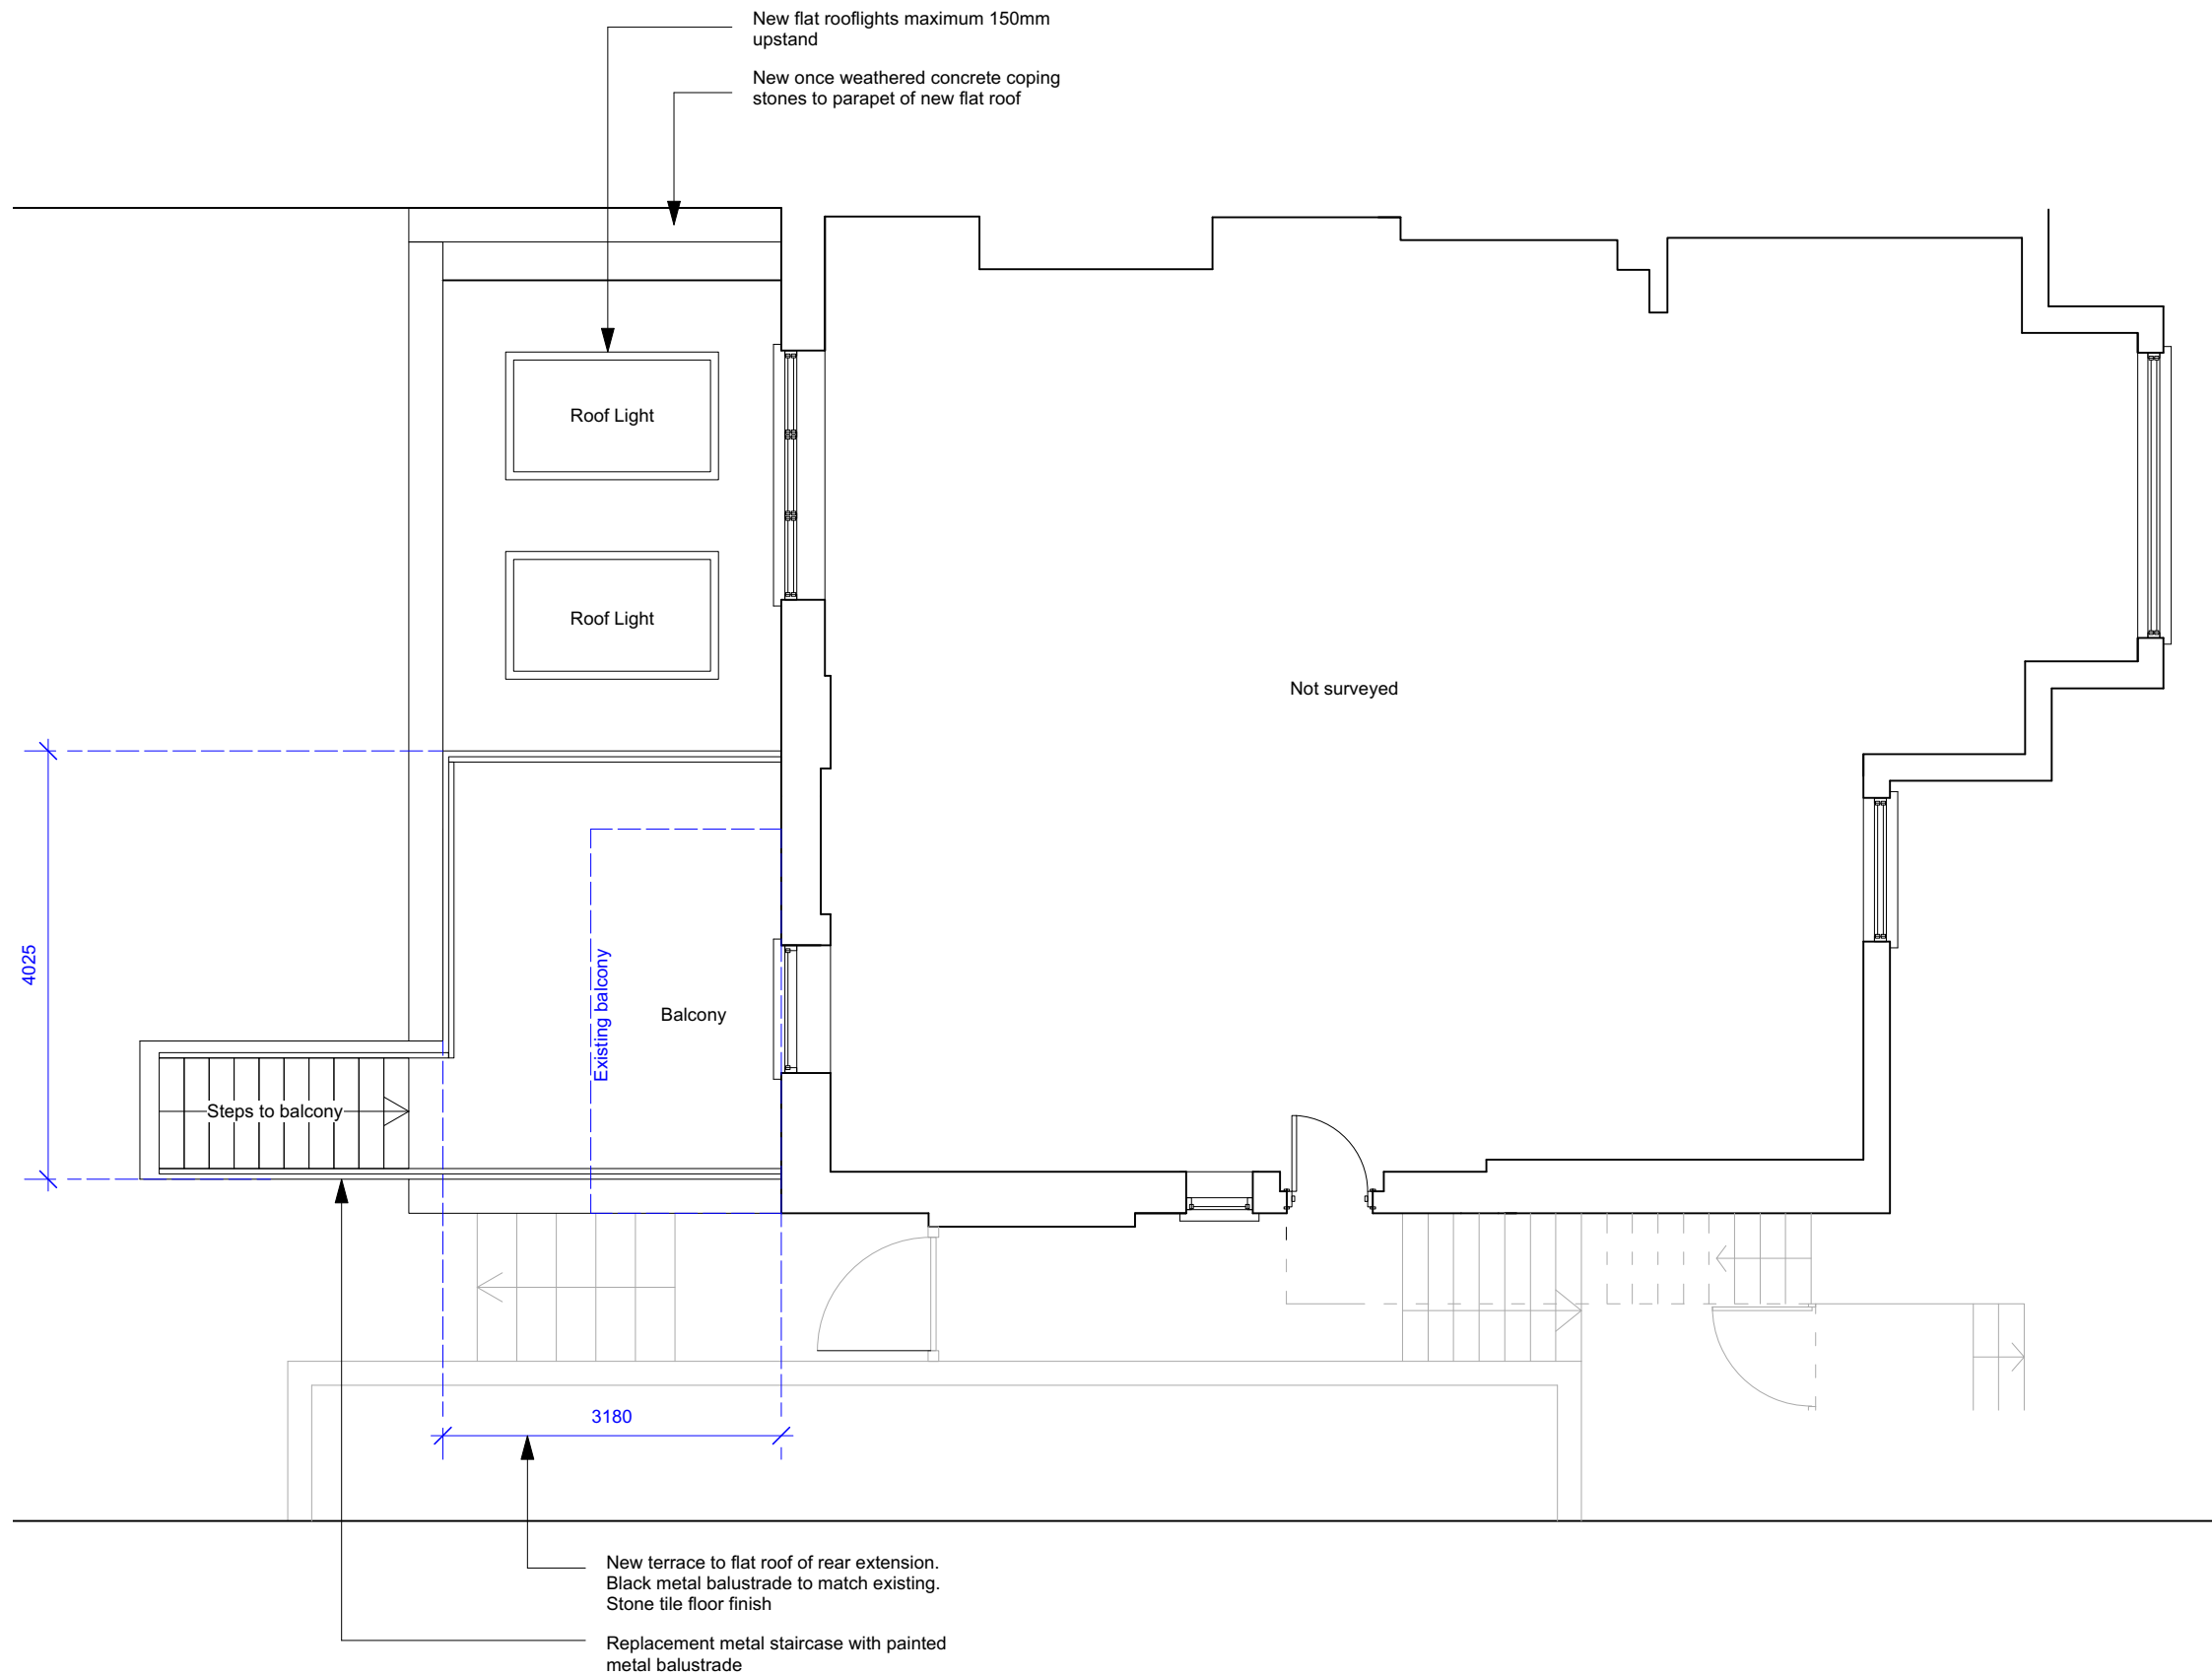 New flat rooflights maximum 150mm
upstand
New once weathered concrete coping
stones to parapet of new flat roof
Roof Light
Roof Light
Not surveyed
4025
Existing balcony
Balcony
Steps to balcony
3180
New terrace to flat roof of rear extension.
Black metal balustrade to match existing.
Stone tile floor finish
Replacement metal staircase with painted
metal balustrade